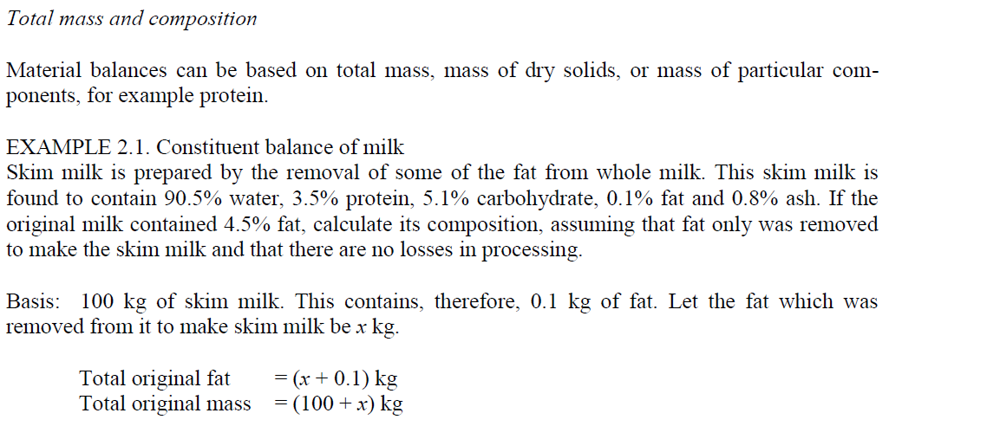 Total mass and composition
Material balances can be based on total mass, mass of dry solids, or mass of particular com-
ponents, for example protein.
EXAMPLE 2.1. Constituent balance of milk
Skim milk is prepared by the removal of some of the fat from whole milk. This skim milk is
found to contain 90.5% water, 3.5% protein, 5.1% carbohydrate, 0.1% fat and 0.8% ash. If the
original milk contained 4.5% fat, calculate its composition, assuming that fat only was removed
to make the skim milk and that there are no losses in processing.
Basis: 100 kg of skim milk. This contains, therefore, 0.1 kg of fat. Let the fat which was
removed from it to make skim milk be x kg.
Total original fat = (x + 0.1) kg
Total original mass = (100 + x) kg